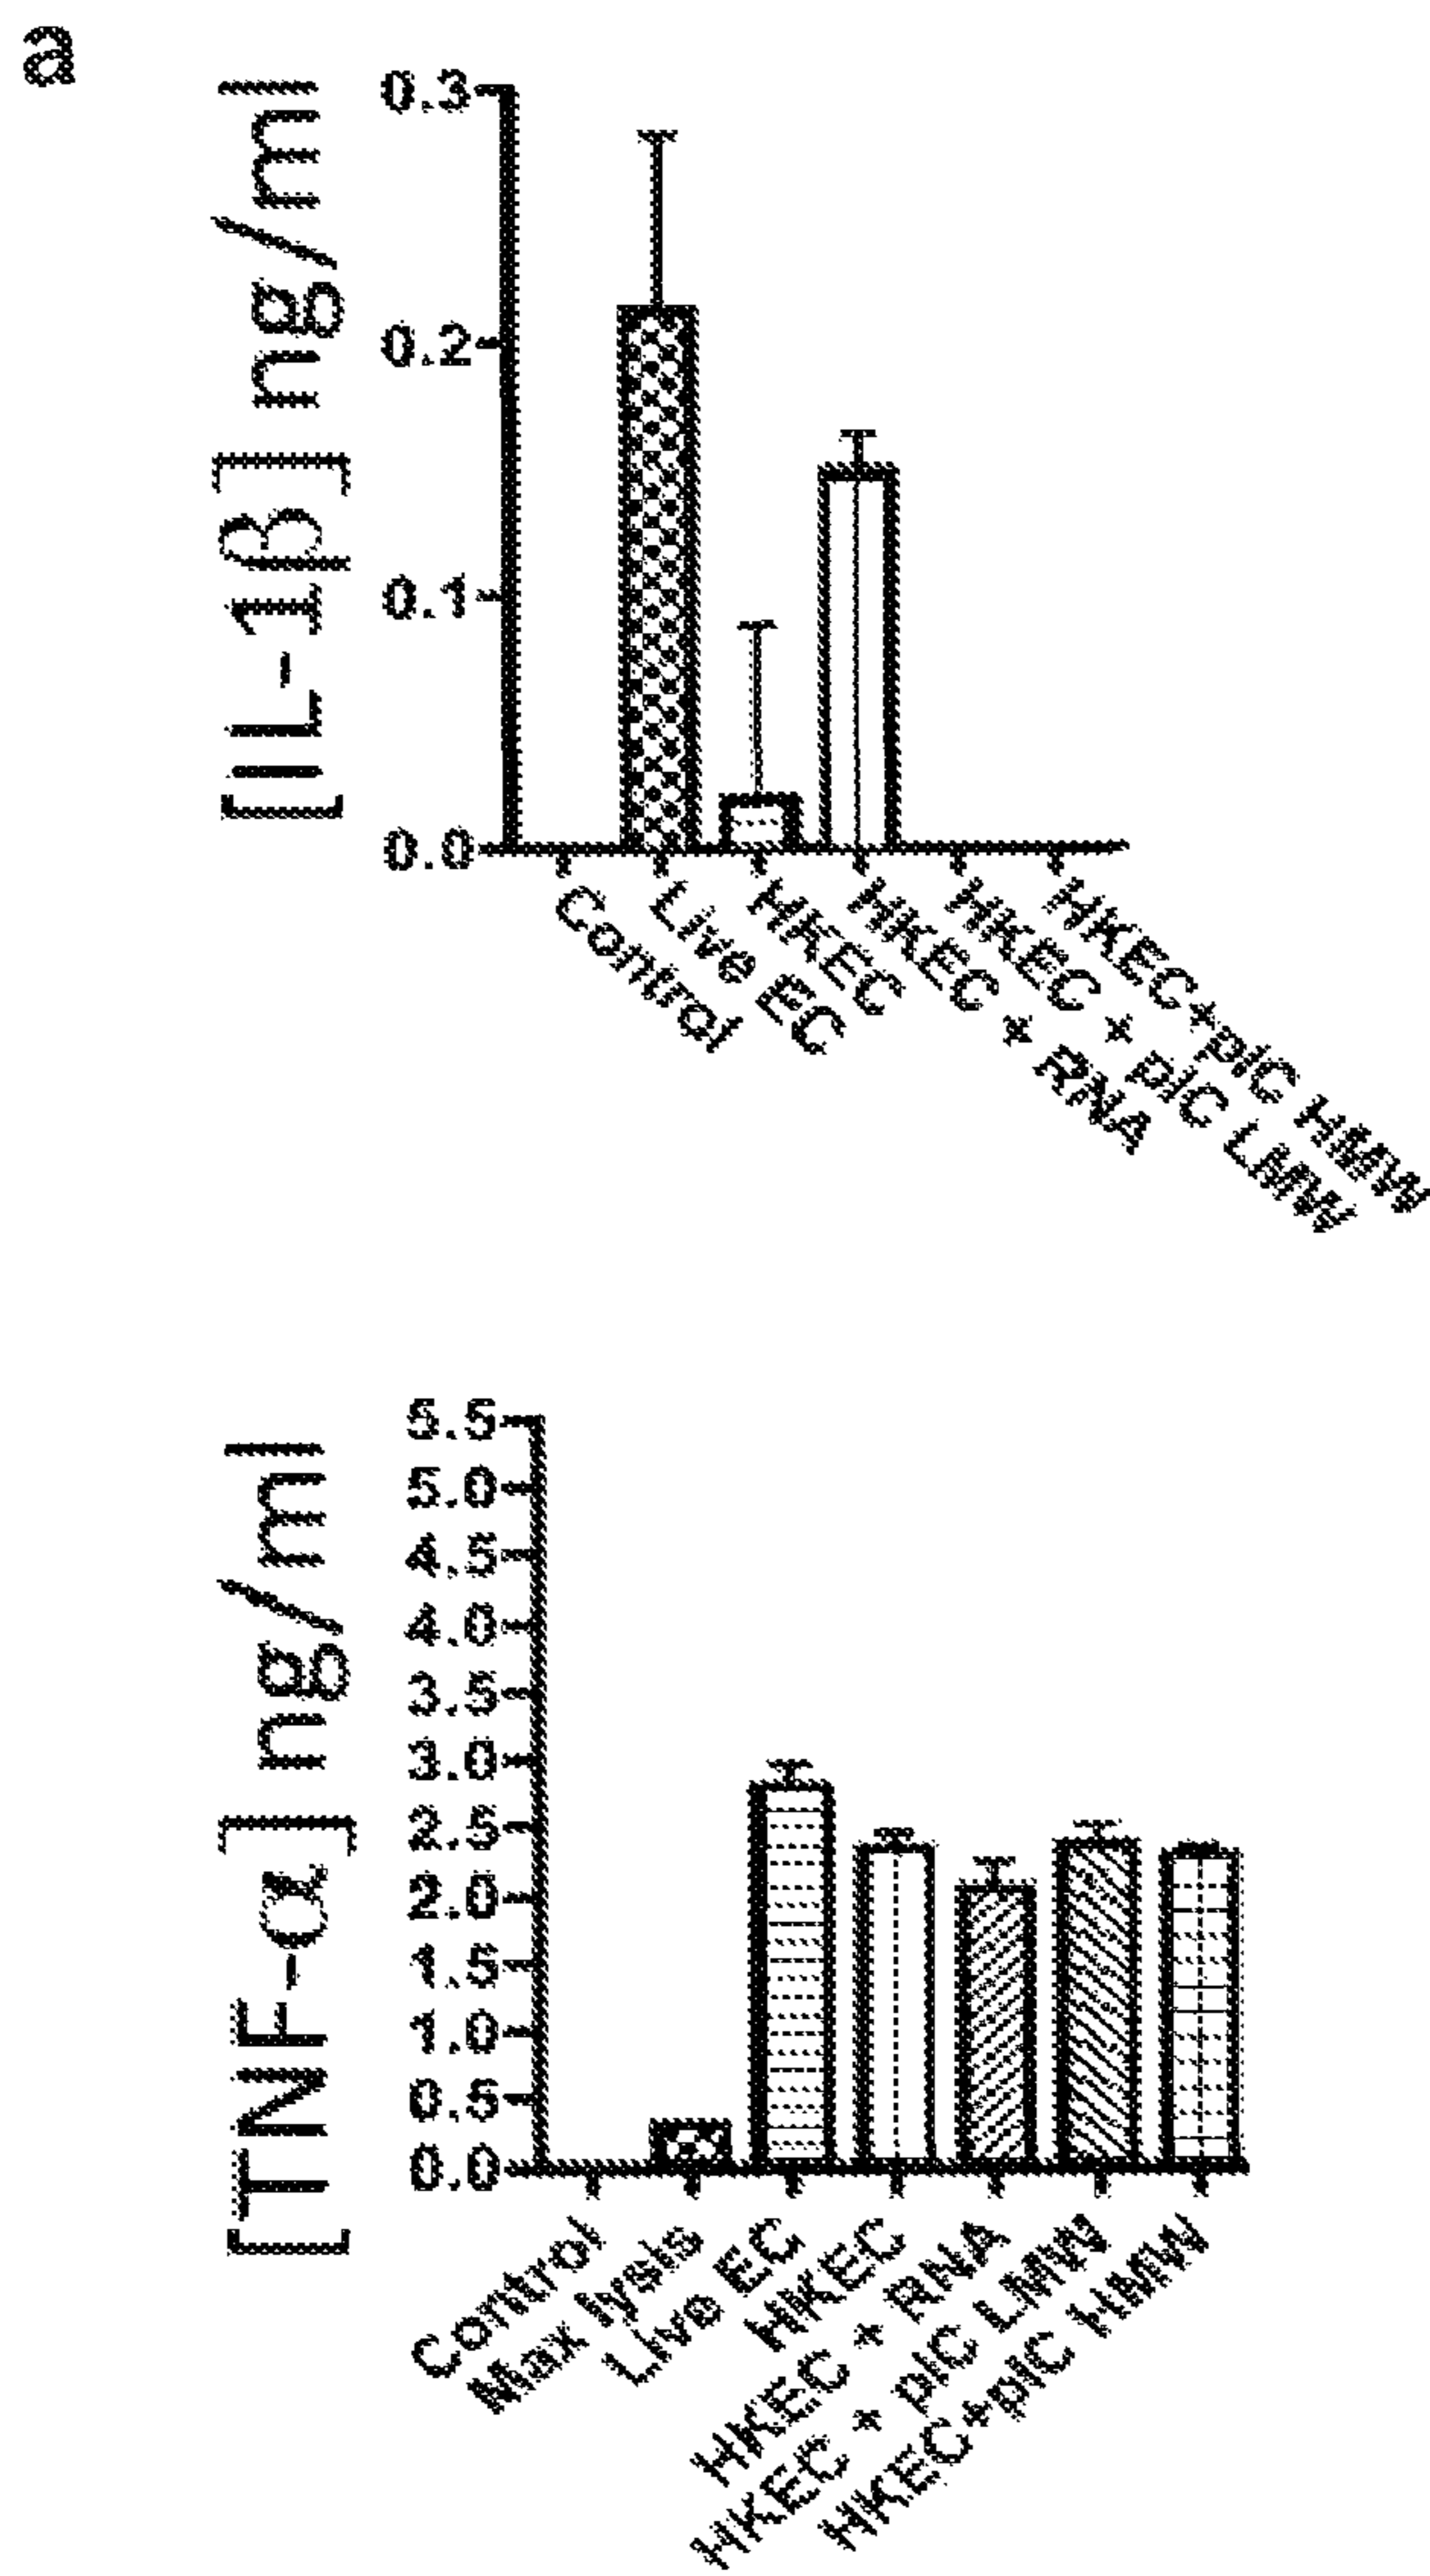 a
[IL-1β] ng/ml
0.3
0.2
0.1
0.0
Control
Live EC
HKEC
HKEC + RNA
HKEC + pIC LMW
HKEC+pIC HMW
[TNF-α] ng/ml
5.5
5.0
4.5
4.0
3.5
3.0
2.5
2.0
1.5
1.0
0.5
0.0
Control
Max lysis
Live EC
HKEC
HKEC + RNA
HKEC + pIC LMW
HKEC+pIC HMW